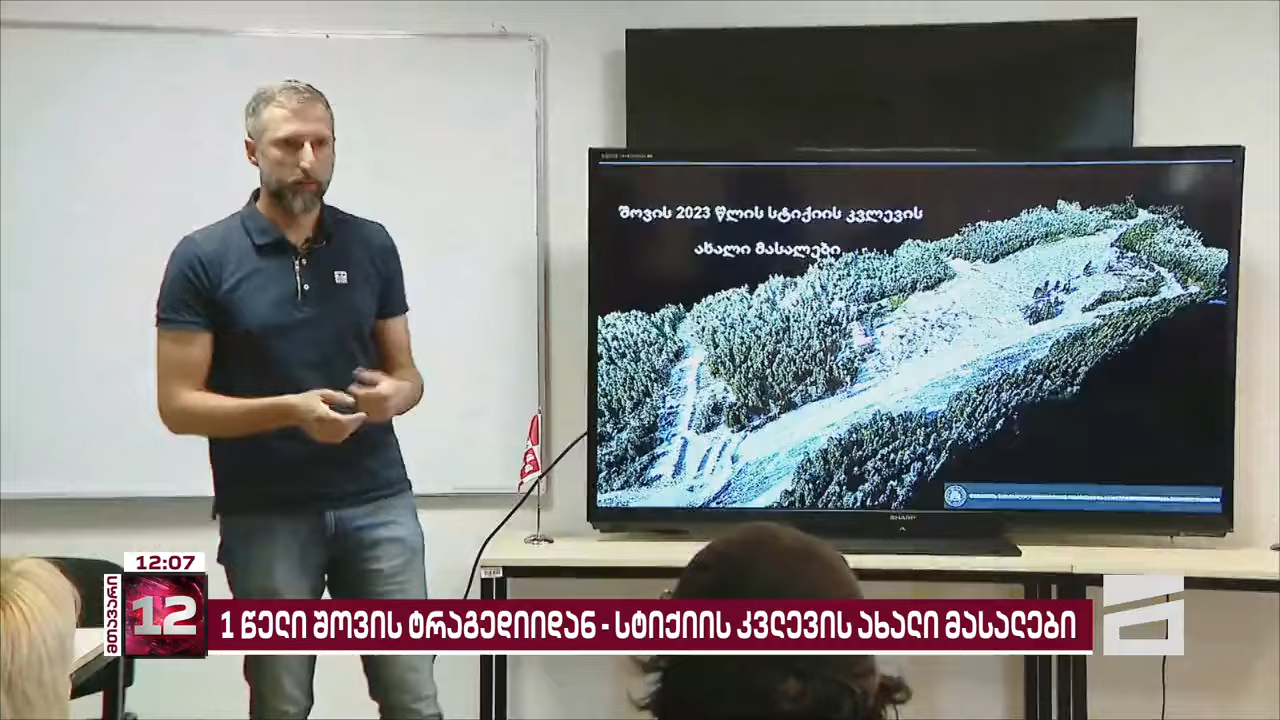 შოვის 2023 წლის სტიქიის კვლევის
ახალი მასალები
SHARP
12:07
მთავარი
12
1 წელი შოვის ტრაგედიიდან - სტიქიის კვლევის ახალი მასალები